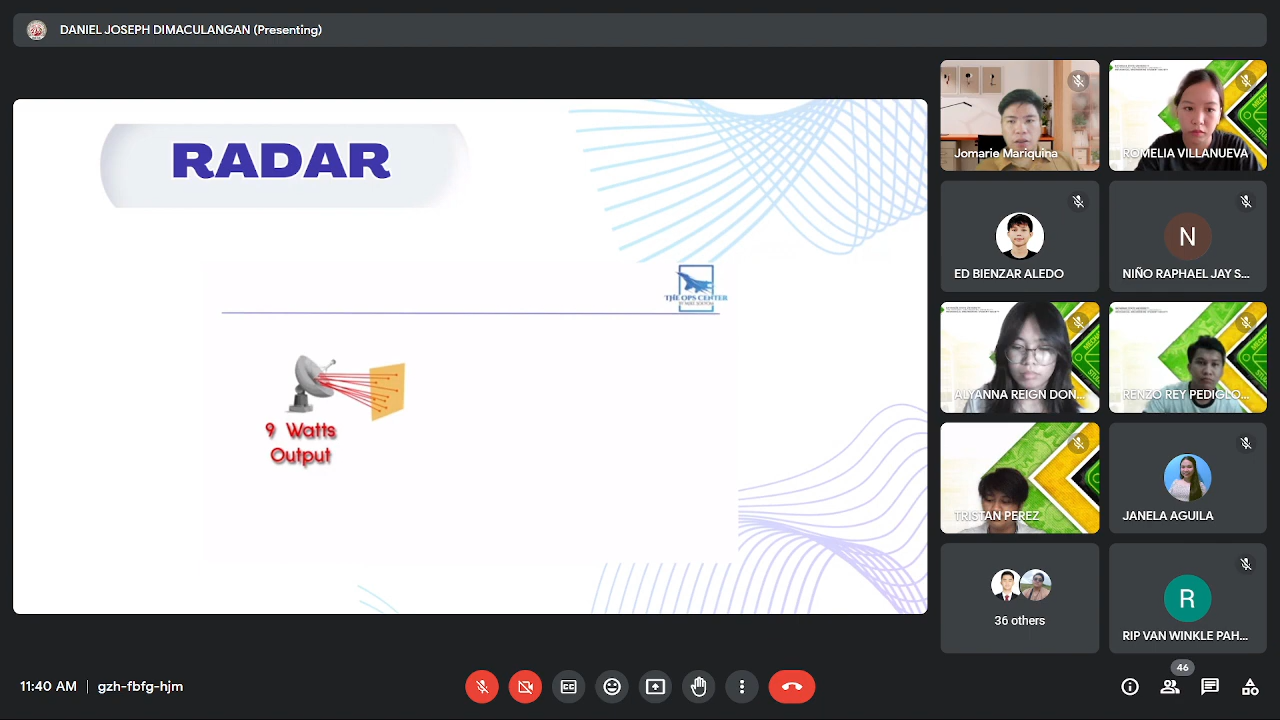 DANIEL JOSEPH DIMACULANGAN (Presenting)
RADAR
THE OPS CENTER
9 Watts
Output
Jomarie Mariquina
ROMELIA VILLANUEVA
ED BIENZAR ALEDO
NIÑO RAPHAEL JAY S...
ALYANNA REIGN DON...
RENZO REY PEDIGLO...
TRISTAN PEREZ
JANELA AGUILA
36 others
R
RIP VAN WINKLE PAH...
N
46
11:40 AM
gzh-fbfg-hjm